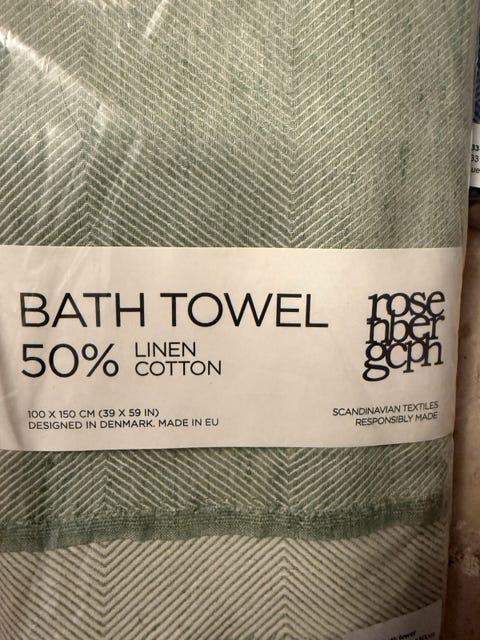 BATH TOWEL
50% LINEN
COTTON
100 X 150 CM (39 X 59 IN)
DESIGNED IN DENMARK. MADE IN EU
rose
nber
gcph
SCANDINAVIAN TEXTILES
RESPONSIBLY MADE
33